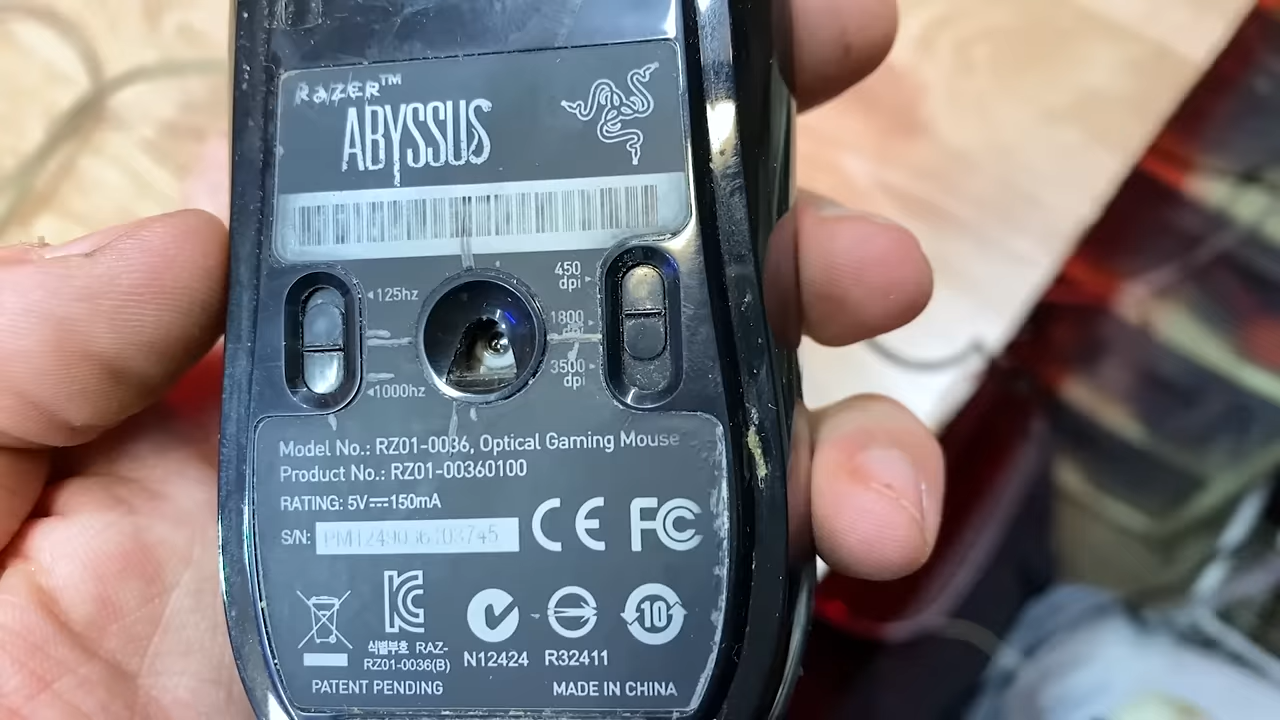 RAZER™
ABYSSUS
125hz
1000hz
450
dpi
1800
dpi
3500
dpi
Model No.: RZ01-0036, Optical Gaming Mouse
Product No.: RZ01-00360100
RATING: 5V⎓150mA
S/N:
CE FC
10
식별부호 RAZ-
RZ01-0036(B)
N12424
R32411
PATENT PENDING
MADE IN CHINA